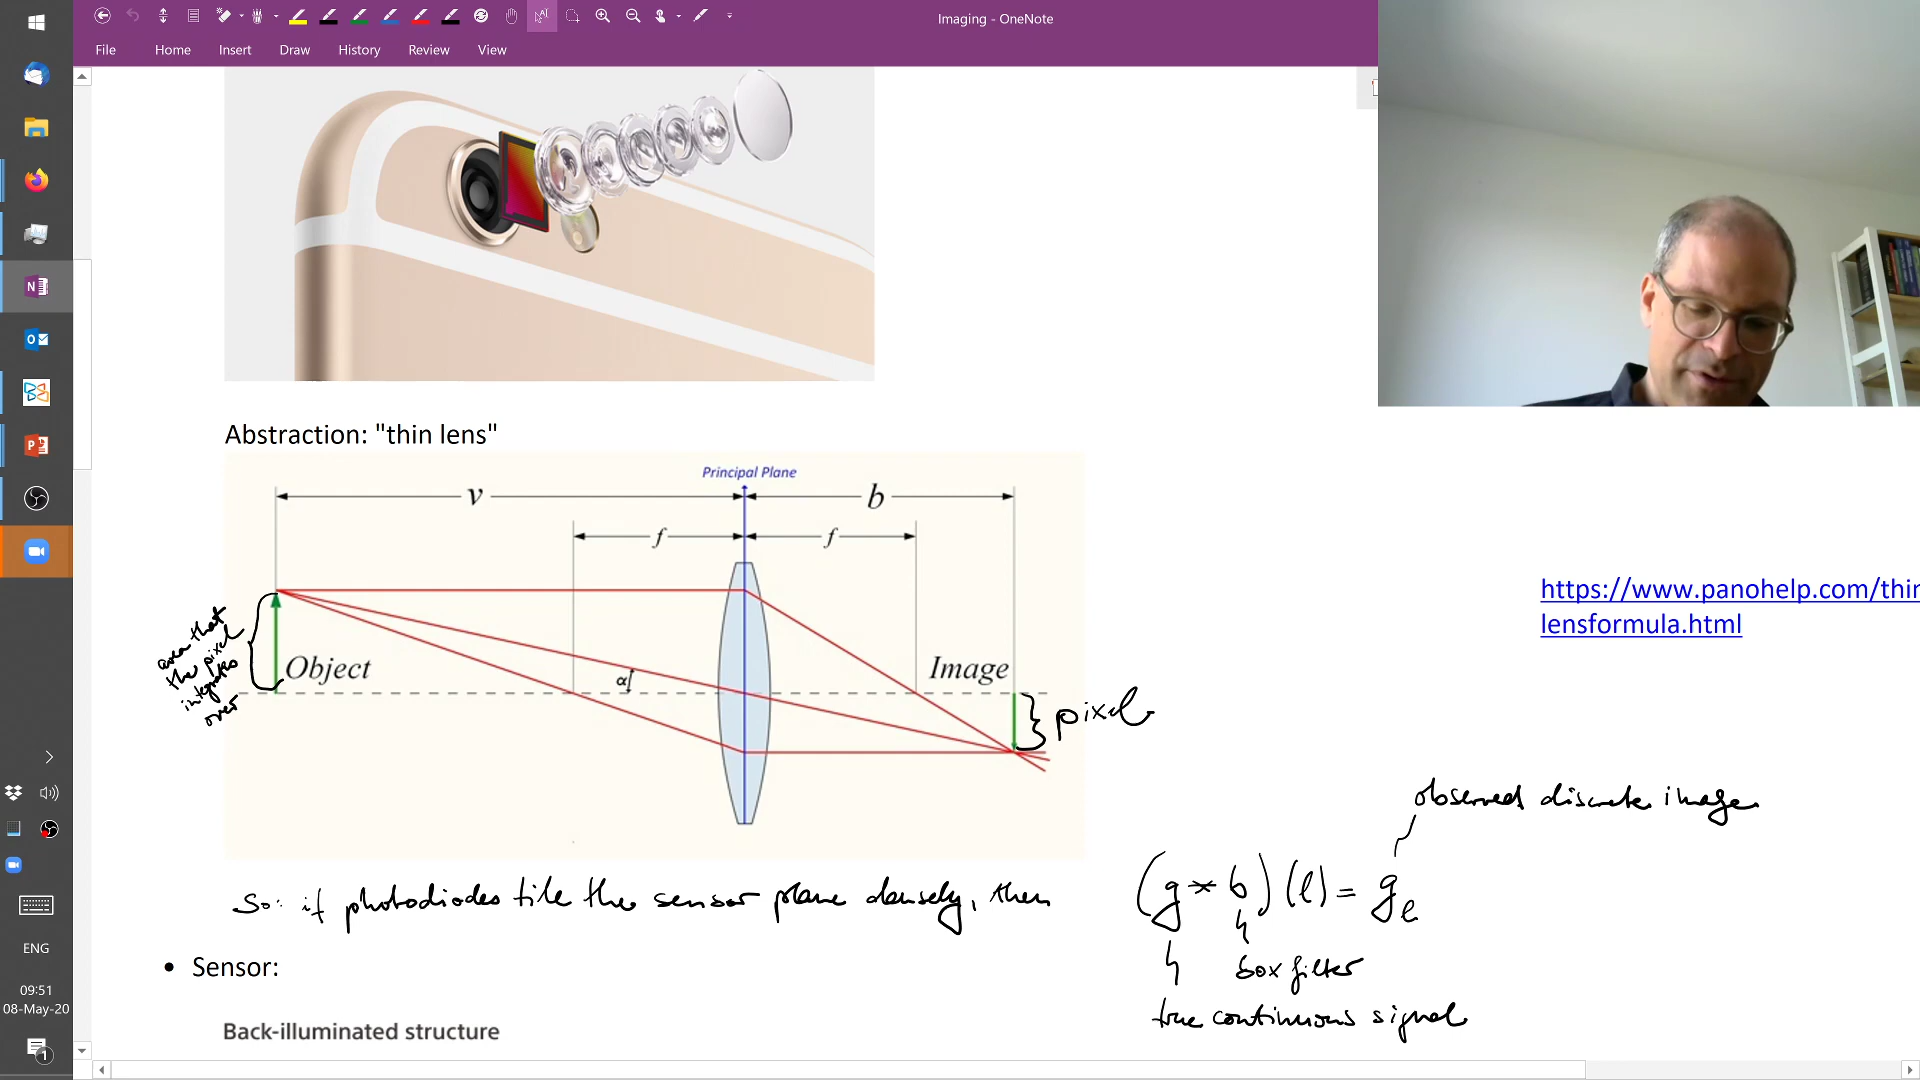 Imaging - OneNote
File Home Insert Draw History Review View
Abstraction: "thin lens"
Principal Plane
v
b
f
f
area that
the pixel
integrates
over
Object
α
Image
pixel
https://www.panohelp.com/thin
lensformula.html
observed discrete image
(g * b)(l) = gₗ
box filter
true continuous signal
So: if photodiodes tile the sensor plane densely, then
• Sensor:
Back-illuminated structure
ENG
09:51
08-May-20
1